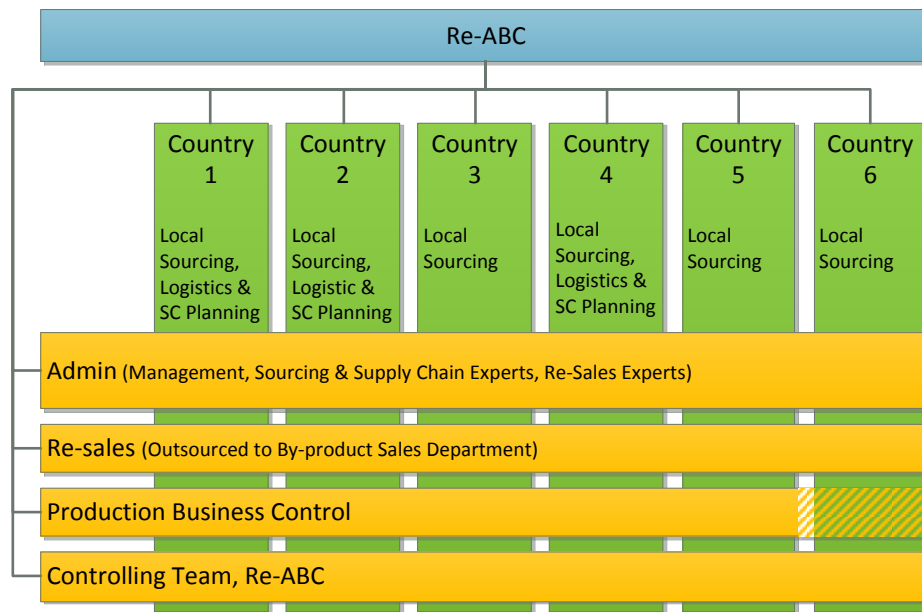 Re-ABC
Country
1
Local
Sourcing,
Logistics &
SC Planning
Country
2
Local
Sourcing,
Logistic &
SC Planning
Country
3
Local
Sourcing
Country
4
Local
Sourcing,
Logistics &
SC Planning
Country
5
Local
Sourcing
Country
6
Local
Sourcing
Admin (Management, Sourcing & Supply Chain Experts, Re-Sales Experts)
Re-sales (Outsourced to By-product Sales Department)
Production Business Control
Controlling Team, Re-ABC